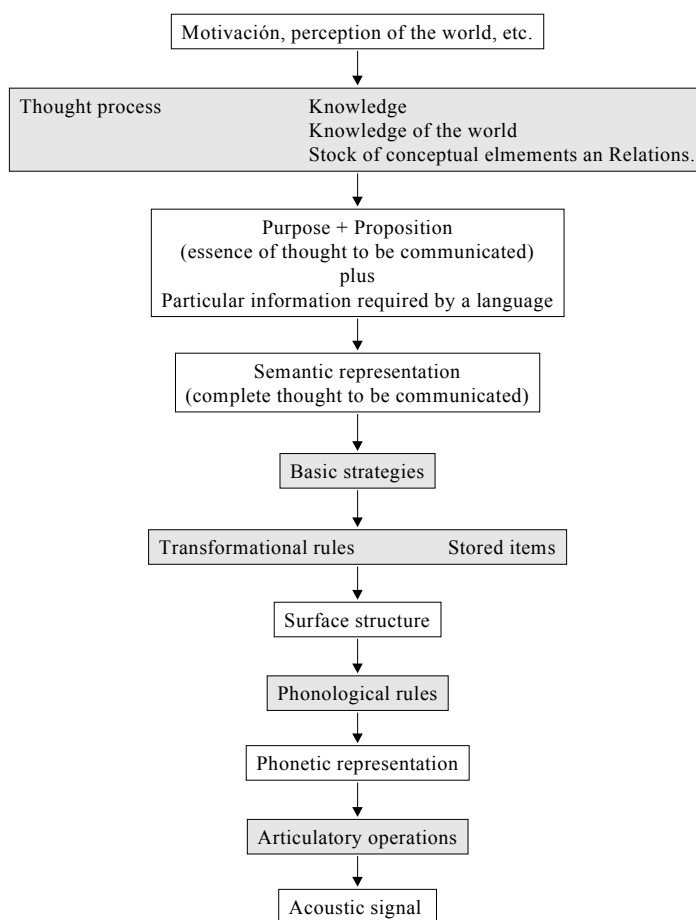 Motivación, perception of the world, etc.
Thought process Knowledge
Knowledge of the world
Stock of conceptual elmements an Relations.
Purpose + Proposition
(essence of thought to be communicated)
plus
Particular information required by a language
Semantic representation
(complete thought to be communicated)
Basic strategies
Transformational rules Stored items
Surface structure
Phonological rules
Phonetic representation
Articulatory operations
Acoustic signal